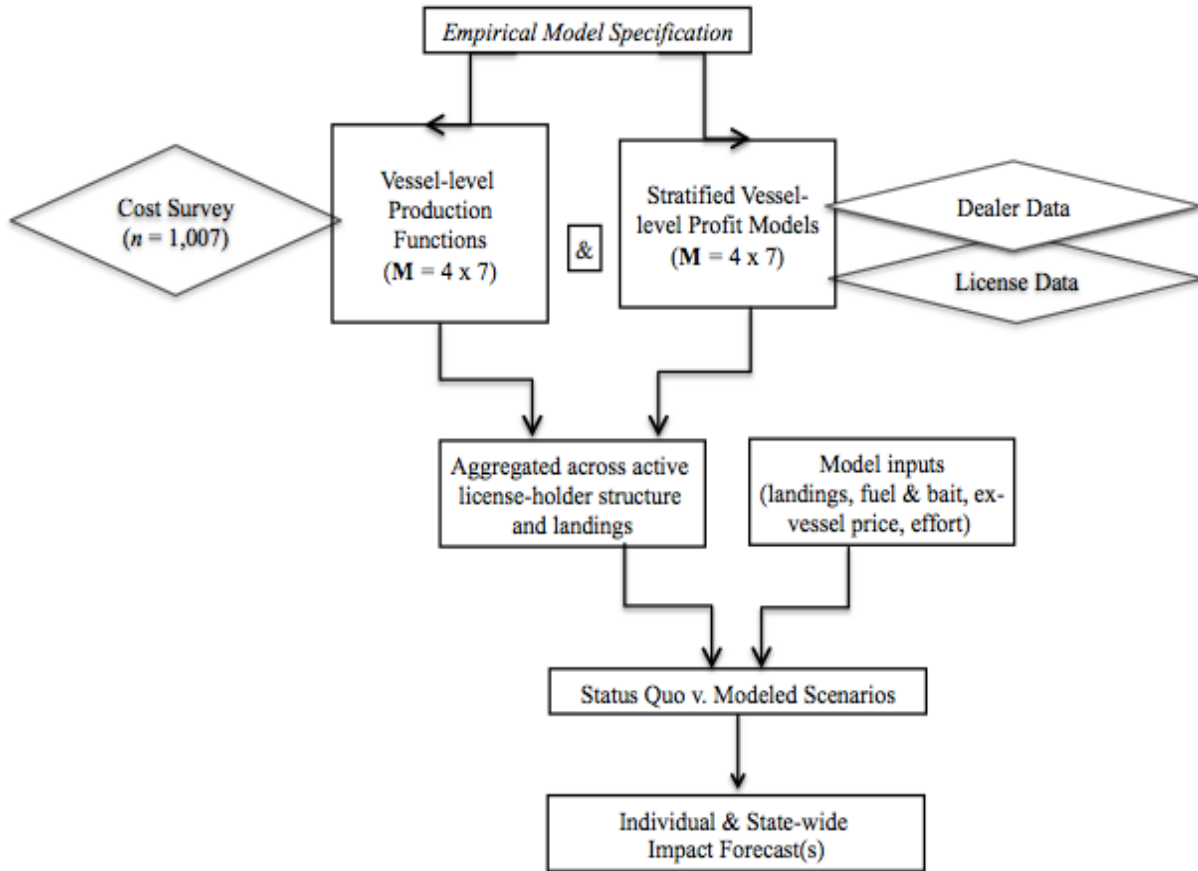 Empirical Model Specification
Cost Survey
(n = 1,007)
Vessel-level
Production
Functions
(M = 4 x 7)
&
Stratified Vessel-
level Profit Models
(M = 4 x 7)
Dealer Data
License Data
Aggregated across active
license-holder structure
and landings
Model inputs
(landings, fuel & bait, ex-
vessel price, effort)
Status Quo v. Modeled Scenarios
Individual & State-wide
Impact Forecast(s)